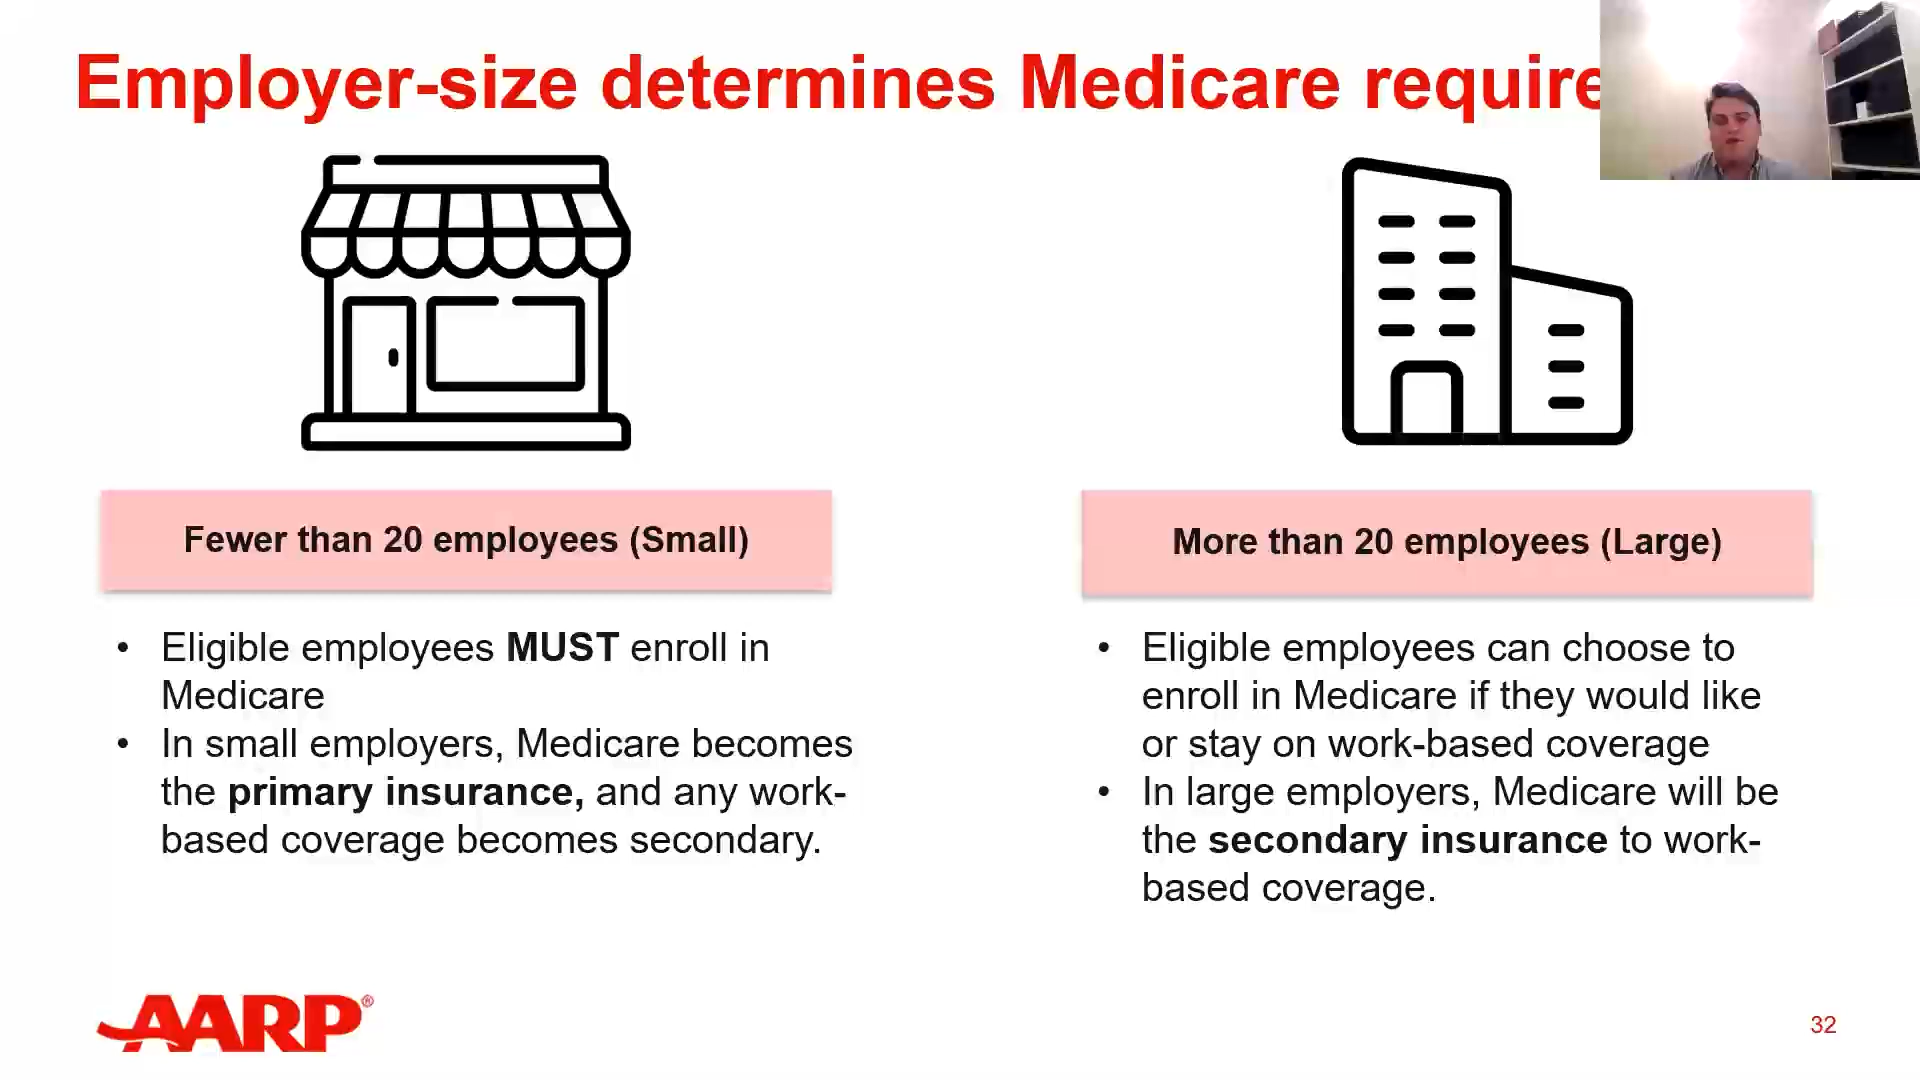 Employer-size determines Medicare require
Fewer than 20 employees (Small)
• Eligible employees MUST enroll in
Medicare
• In small employers, Medicare becomes
the primary insurance, and any work-
based coverage becomes secondary.
More than 20 employees (Large)
• Eligible employees can choose to
enroll in Medicare if they would like
or stay on work-based coverage
• In large employers, Medicare will be
the secondary insurance to work-
based coverage.
AARP®
32